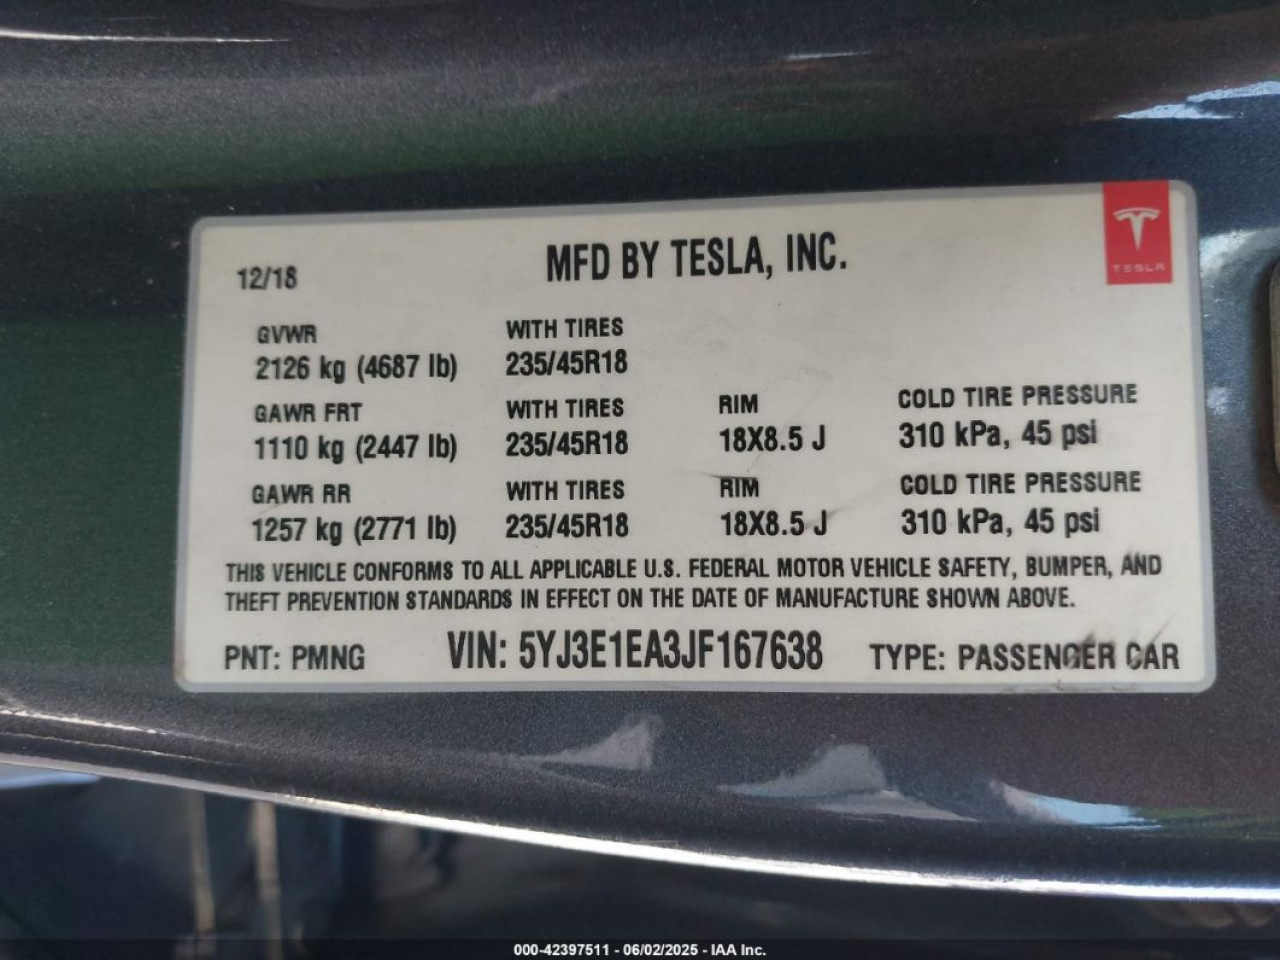 MFD BY TESLA, INC.
TESLA
12/18
GVWR WITH TIRES
2126 kg (4687 lb) 235/45R18
GAWR FRT WITH TIRES RIM COLD TIRE PRESSURE
1110 kg (2447 lb) 235/45R18 18X8.5 J 310 kPa, 45 psi
GAWR RR WITH TIRES RIM COLD TIRE PRESSURE
1257 kg (2771 lb) 235/45R18 18X8.5 J 310 kPa, 45 psi
THIS VEHICLE CONFORMS TO ALL APPLICABLE U.S. FEDERAL MOTOR VEHICLE SAFETY, BUMPER, AND
THEFT PREVENTION STANDARDS IN EFFECT ON THE DATE OF MANUFACTURE SHOWN ABOVE.
PNT: PMNG VIN: 5YJ3E1EA3JF167638 TYPE: PASSENGER CAR
000-42397511 - 06/02/2025 - IAA Inc.